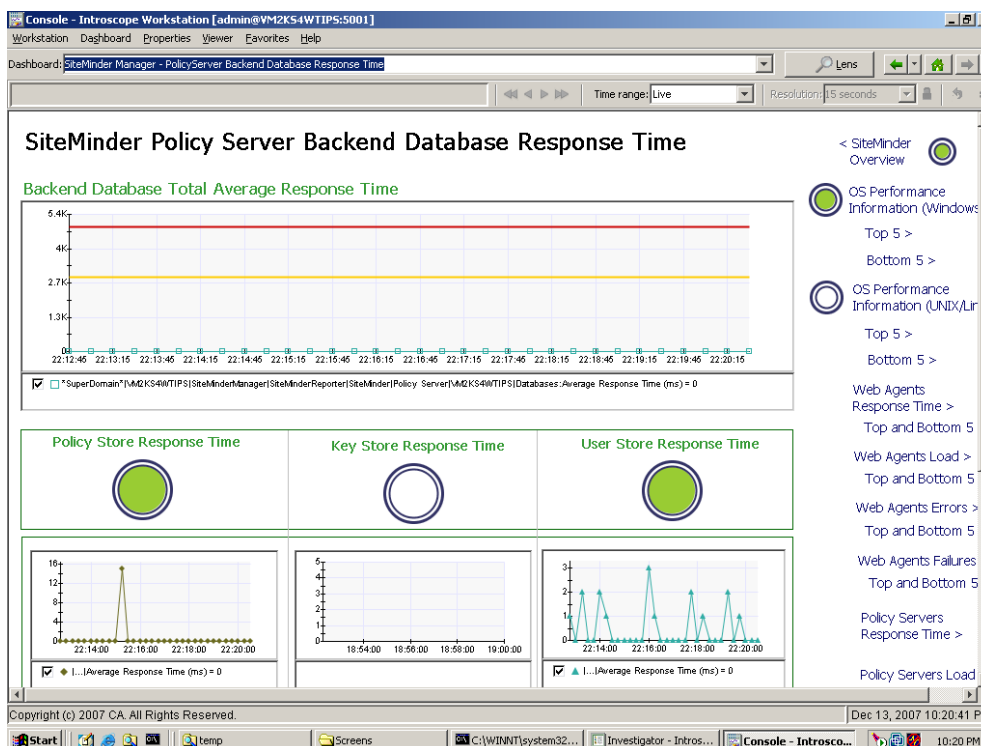 Console - Introscope Workstation [admin@VM2KS4WTIPS:5001]
Workstation Dashboard Properties Viewer Favorites Help
Dashboard: SiteMinder Manager - PolicyServer Backend Database Response Time
Lens
Time range: Live
Resolution: 15 seconds
SiteMinder Policy Server Backend Database Response Time
Backend Database Total Average Response Time
5.4K
4K
2.7K
1.3K
0
22:12:45 22:13:15 22:13:45 22:14:15 22:14:45 22:15:15 22:15:45 22:16:15 22:16:45 22:17:15 22:17:45 22:18:15 22:18:45 22:19:15 22:19:45 22:20:15
*SuperDomain*|VM2KS4WTIPS|SiteMinderManager|SiteMinderReporter|SiteMinder|Policy Server|VM2KS4WTIPS|Databases:Average Response Time (ms) = 0
Policy Store Response Time
Key Store Response Time
User Store Response Time
16
12
8
4
0
22:14:00 22:16:00 22:18:00 22:20:00
|...|Average Response Time (ms) = 0
5
4
3
2
1
0
18:54:00 18:56:00 18:58:00 19:00:00
3
2
1
0
22:14:00 22:16:00 22:18:00 22:20:00
|...|Average Response Time (ms) = 0
< SiteMinder
Overview
OS Performance
Information (Windows
Top 5 >
Bottom 5 >
OS Performance
Information (UNIX/Lin
Top 5 >
Bottom 5 >
Web Agents
Response Time >
Top and Bottom 5
Web Agents Load >
Top and Bottom 5
Web Agents Errors >
Top and Bottom 5
Web Agents Failures
Top and Bottom 5
Policy Servers
Response Time >
Policy Servers Load
Copyright (c) 2007 CA. All Rights Reserved.
Dec 13, 2007 10:20:41 P
Start
temp
Screens
C:\WINNT\system32...
Investigator - Intros...
Console - Introsco...
10:20 PM